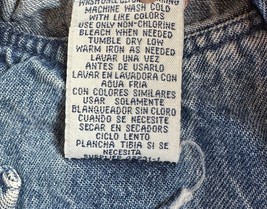 MACHINE WASH COLD
WITH LIKE COLORS
USE ONLY NON-CHLORINE
BLEACH WHEN NEEDED
TUMBLE DRY LOW
WARM IRON AS NEEDED
LAVAR UNA VEZ
ANTES DE USARLO
LAVAR EN LAVADORA CON
AGUA FRIA
CON COLORES SIMILARES
USAR SOLAMENTE
BLANQUEADOR SIN CLORO
CUANDO SE NECESITE
SECAR EN SECADORS
CICLO LENTO
PLANCHA TIBIA SI SE
NECESITA